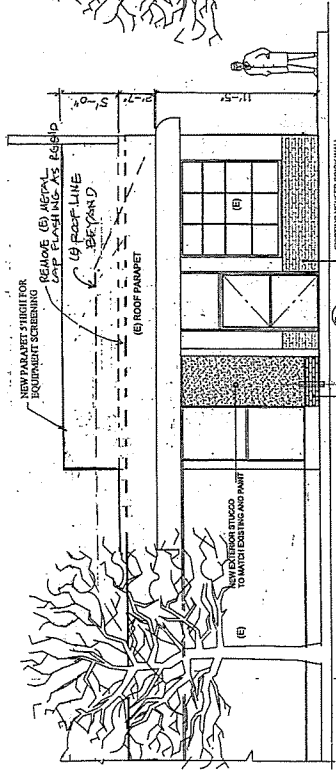 NEW PARAPET 5' HIGH FOR
EQUIPMENT SCREENING
REMOVE (E) METAL
CAP FLASHING AS REQ'D
(E) ROOF LINE
BEYOND
(E) ROOF PARAPET
5'-0"
2'-7"
11'-5"
(E)
NEW EXTERIOR STUCCO
TO MATCH EXISTING AND PAINT
(E)